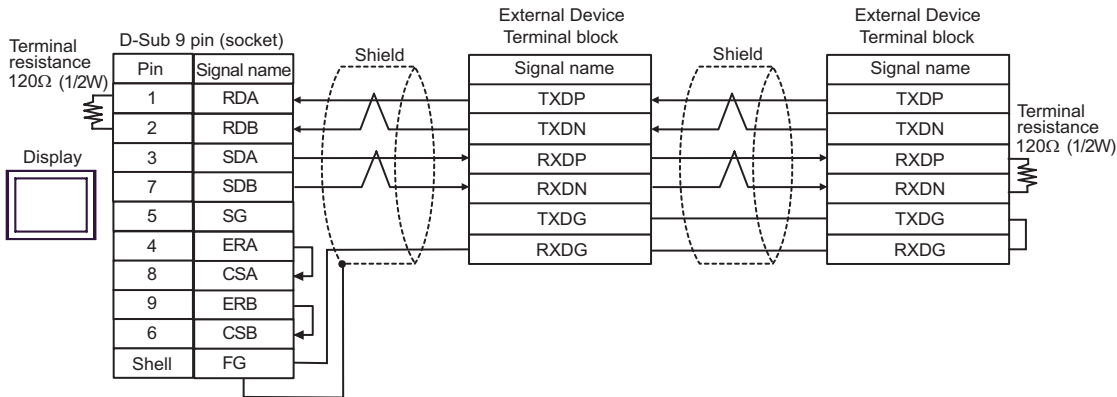 External Device
Terminal block
External Device
Terminal block
Terminal
resistance
120Ω (1/2W)
D-Sub 9 pin (socket)
Shield
Shield
Pin Signal name
Signal name
Signal name
1 RDA
TXDP
TXDP
2 RDB
TXDN
TXDN
Terminal
resistance
120Ω (1/2W)
Display
3 SDA
RXDP
RXDP
7 SDB
RXDN
RXDN
5 SG
TXDG
TXDG
4 ERA
RXDG
RXDG
8 CSA
9 ERB
6 CSB
Shell FG